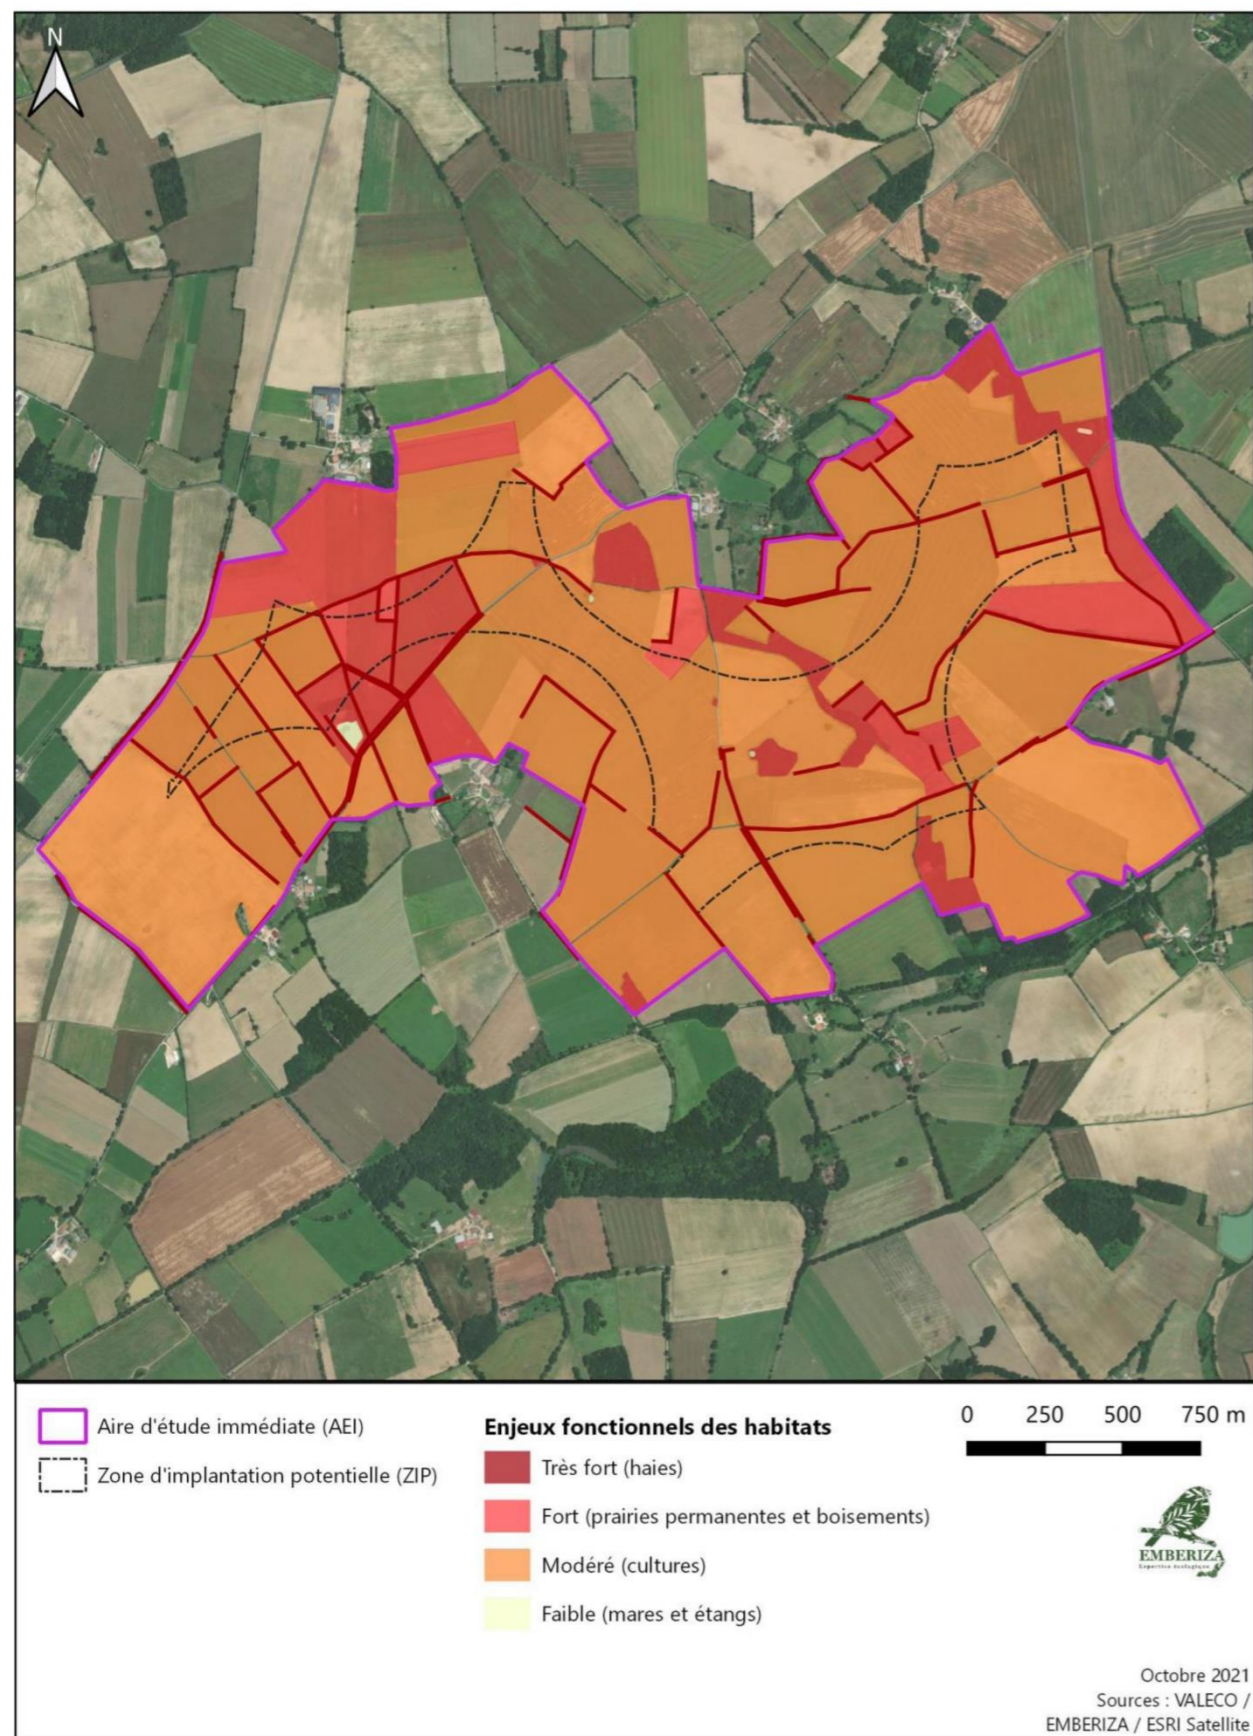 N
Aire d'étude immédiate (AEI)
Zone d'implantation potentielle (ZIP)
Enjeux fonctionnels des habitats
Très fort (haies)
Fort (prairies permanentes et boisements)
Modéré (cultures)
Faible (mares et étangs)
0 250 500 750 m
EMBERIZA
Expertise écologique
Octobre 2021
Sources : VALECO /
EMBERIZA / ESRI Satellite